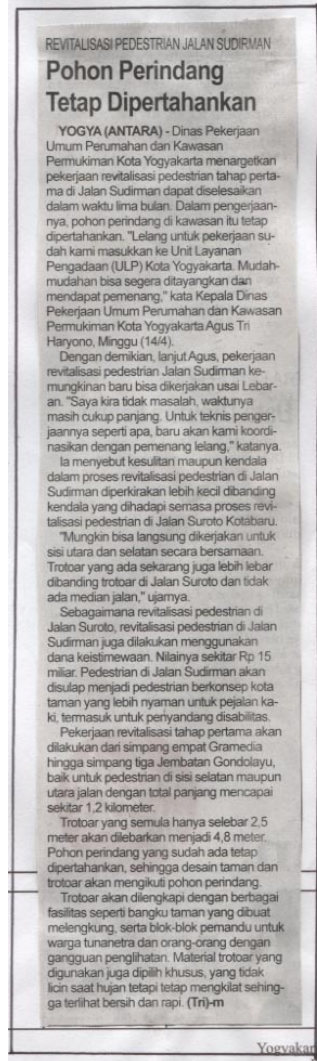 REVITALISASI PEDESTRIAN JALAN SUDIRMAN
Pohon Perindang
Tetap Dipertahankan
YOGYA (ANTARA) - Dinas Pekerjaan
Umum Perumahan dan Kawasan
Permukiman Kota Yogyakarta menargetkan
pekerjaan revitalisasi pedestrian tahap perta-
ma di Jalan Sudirman dapat diselesaikan
dalam waktu lima bulan. Dalam pengerjaan-
nya, pohon perindang di kawasan itu tetap
dipertahankan. "Lelang untuk pekerjaan su-
dah kami masukkan ke Unit Layanan
Pengadaan (ULP) Kota Yogyakarta. Mudah-
mudahan bisa segera ditayangkan dan
mendapat pemenang," kata Kepala Dinas
Pekerjaan Umum Perumahan dan Kawasan
Permukiman Kota Yogyakarta Agus Tri
Haryono, Minggu (14/4).
Dengan demikian, lanjut Agus, pekerjaan
revitalisasi pedestrian Jalan Sudirman ke-
mungkinan baru bisa dikerjakan usai Lebar-
an. "Saya kira tidak masalah, waktunya
masih cukup panjang. Untuk teknis penger-
jaannya seperti apa, baru akan kami koordi-
nasikan dengan pemenang lelang," katanya.
Ia menyebut kesulitan maupun kendala
dalam proses revitalisasi pedestrian di Jalan
Sudirman diperkirakan lebih kecil dibanding
kendala yang dihadapi semasa proses revi-
talisasi pedestrian di Jalan Suroto Kotabaru.
"Mungkin bisa langsung dikerjakan untuk
sisi utara dan selatan secara bersamaan.
Trotoar yang ada sekarang juga lebih lebar
dibanding trotoar di Jalan Suroto dan tidak
ada median jalan," ujarnya.
Sebagaimana revitalisasi pedestrian di
Jalan Suroto, revitalisasi pedestrian di Jalan
Sudirman juga dilakukan menggunakan
dana keistimewaan. Nilainya sekitar Rp 15
miliar. Pedestrian di Jalan Sudirman akan
disulap menjadi pedestrian berkonsep kota
taman yang lebih nyaman untuk pejalan ka-
ki, termasuk untuk penyandang disabilitas.
Pekerjaan revitalisasi tahap pertama akan
dilakukan dari simpang empat Gramedia
hingga simpang tiga Jembatan Gondolayu,
baik untuk pedestrian di sisi selatan maupun
utara jalan dengan total panjang mencapai
sekitar 1,2 kilometer.
Trotoar yang semula hanya selebar 2,5
meter akan dilebarkan menjadi 4,8 meter.
Pohon perindang yang sudah ada tetap
dipertahankan, sehingga desain taman dan
trotoar akan mengikuti pohon perindang.
Trotoar akan dilengkapi dengan berbagai
fasilitas seperti bangku taman yang dibuat
melengkung, serta blok-blok pemandu untuk
warga tunanetra dan orang-orang dengan
gangguan penglihatan. Material trotoar yang
digunakan juga dipilih khusus, yang tidak
licin saat hujan tetapi tetap mengkilat sehing-
ga terlihat bersih dan rapi. (Tri)-m
Yogyakar